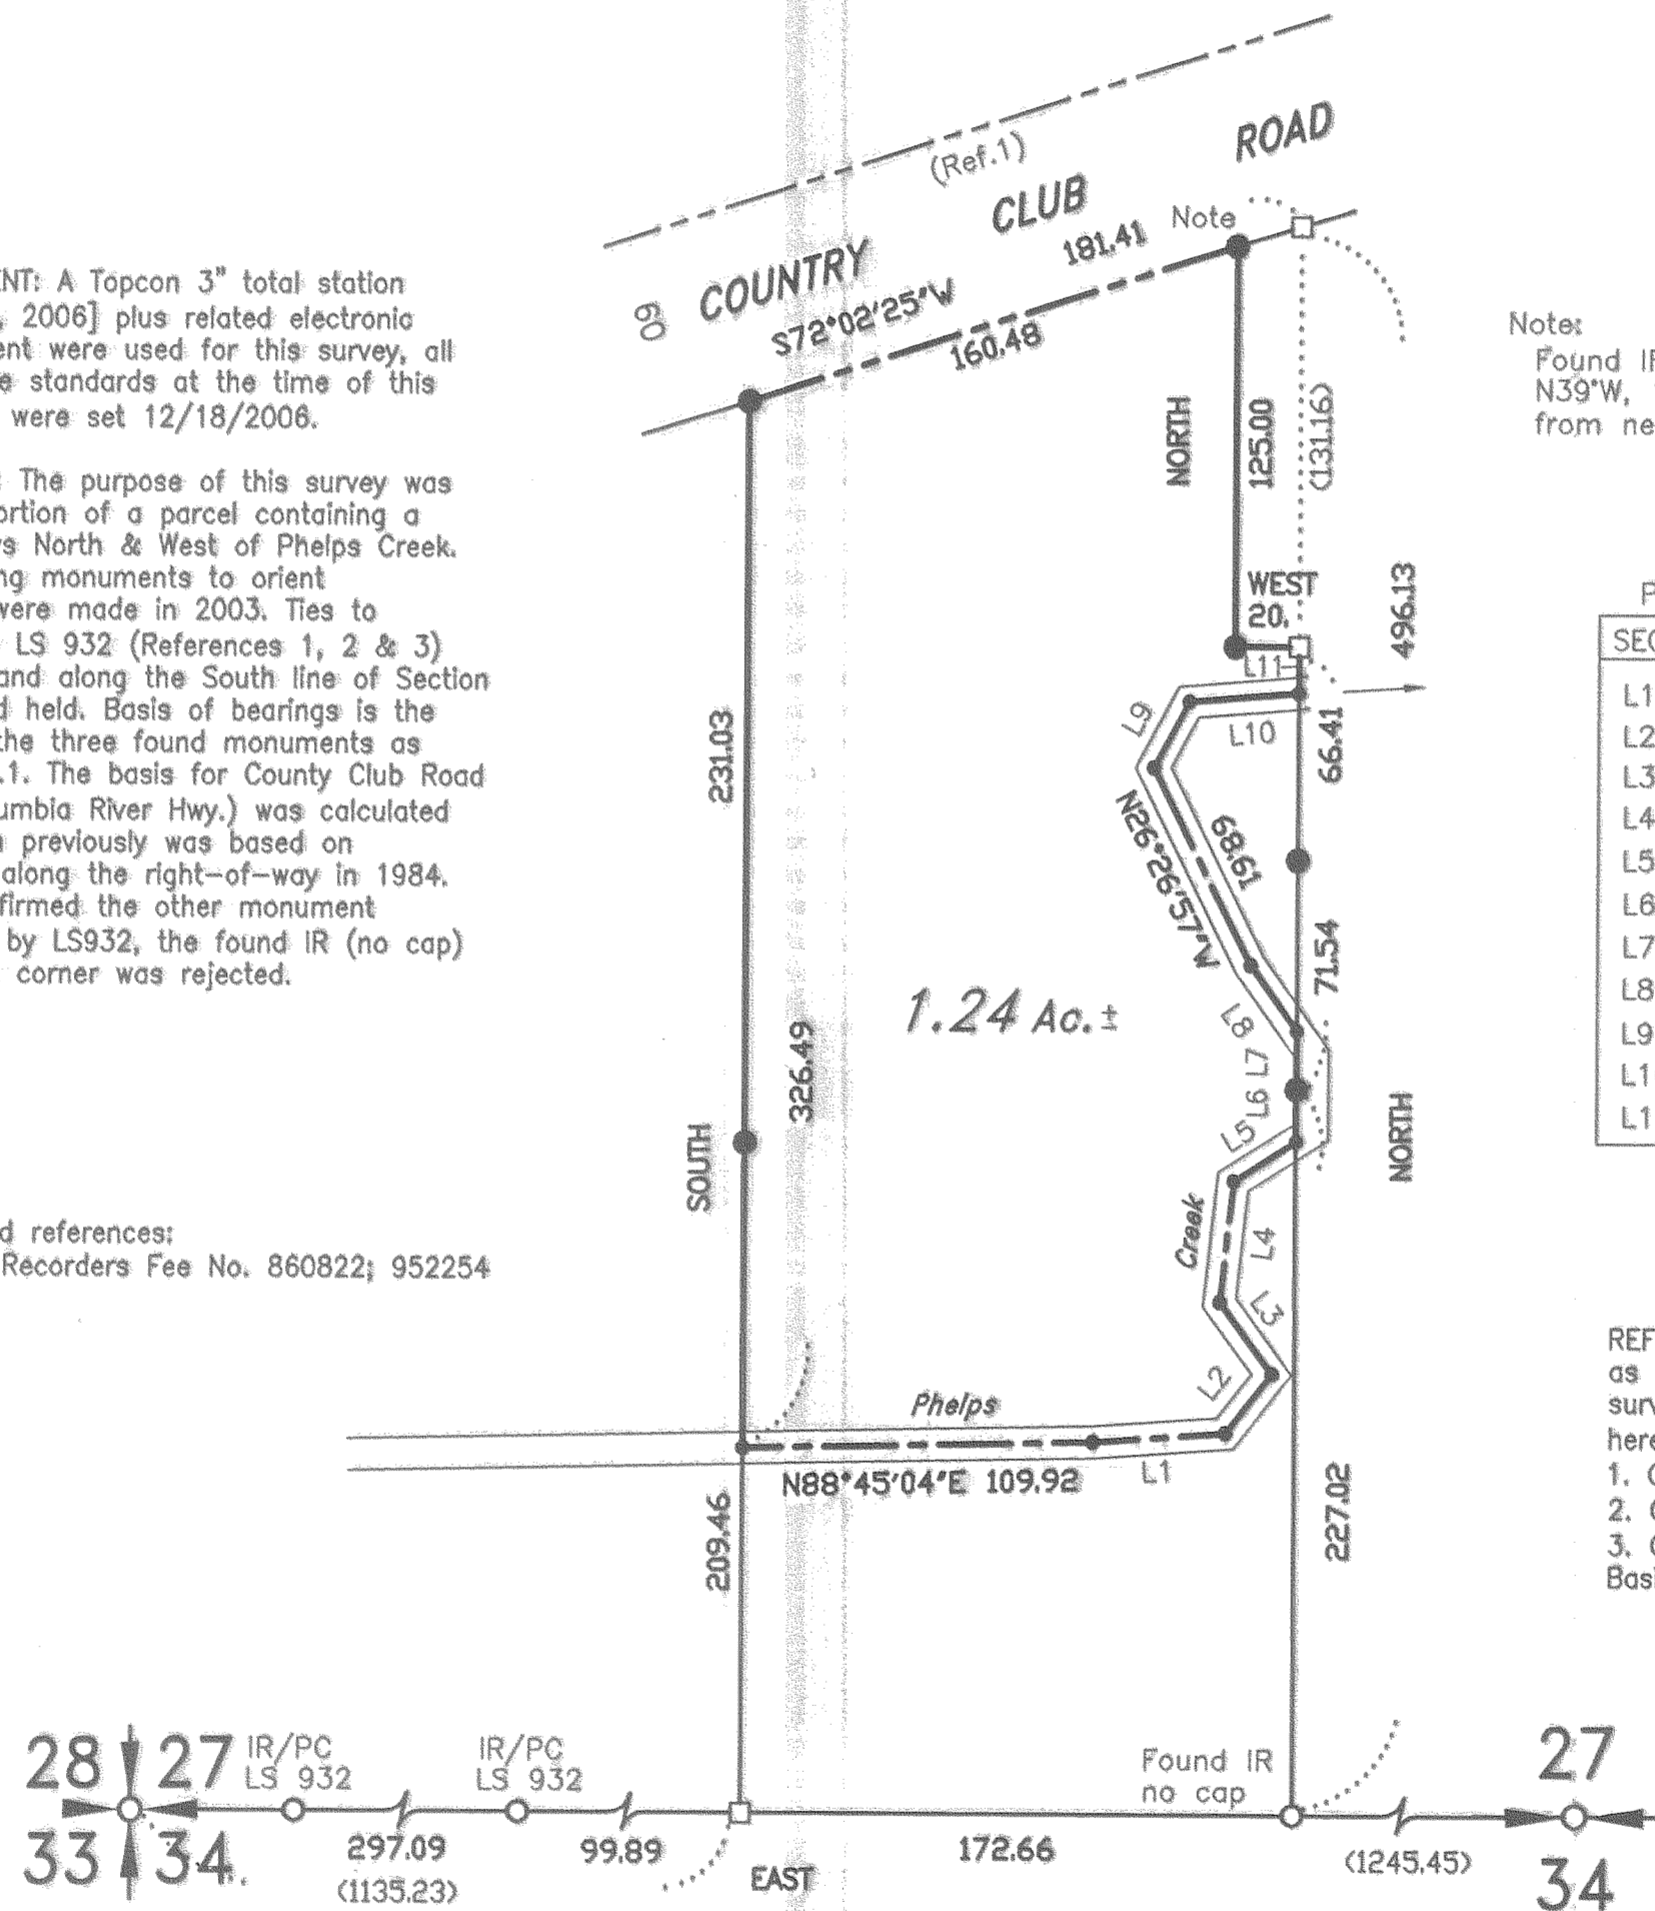 (Ref.1)
COUNTRY CLUB ROAD
60
Note
S72°02'25"W
181.41
160.48
NT: A Topcon 3" total station
, 2006] plus related electronic
ent were used for this survey, all
e standards at the time of this
were set 12/18/2006.
: The purpose of this survey was
ortion of a parcel containing a
s North & West of Phelps Creek.
ng monuments to orient
were made in 2003. Ties to
LS 932 (References 1, 2 & 3)
and along the South line of Section
d held. Basis of bearings is the
the three found monuments as
.1. The basis for County Club Road
umbia River Hwy.) was calculated
n previously was based on
along the right-of-way in 1984.
firmed the other monument
by LS932, the found IR (no cap)
corner was rejected.
d references:
Recorders Fee No. 860822; 952254
Note:
Found IR
N39°W,
from ne
NORTH
125.00
(131.16)
WEST
20.
496.13
L11
L10
L9
66.41
N26°26'57"W
68.61
231.03
71.54
L8
L7
L6
L5
1.24 Ac.±
326.49
SOUTH
NORTH
Creek
L4
L3
L2
Phelps
N88°45'04"E 109.92
L1
209.46
227.02
P
SEC
L1
L2
L3
L4
L5
L6
L7
L8
L9
L1
L1
REF
as
surv
here
1.
2.
3.
Basi
28 27
33 34
IR/PC
LS 932
IR/PC
LS 932
Found IR
no cap
27
34
297.09
(1135.23)
99.89
EAST
172.66
(1245.45)